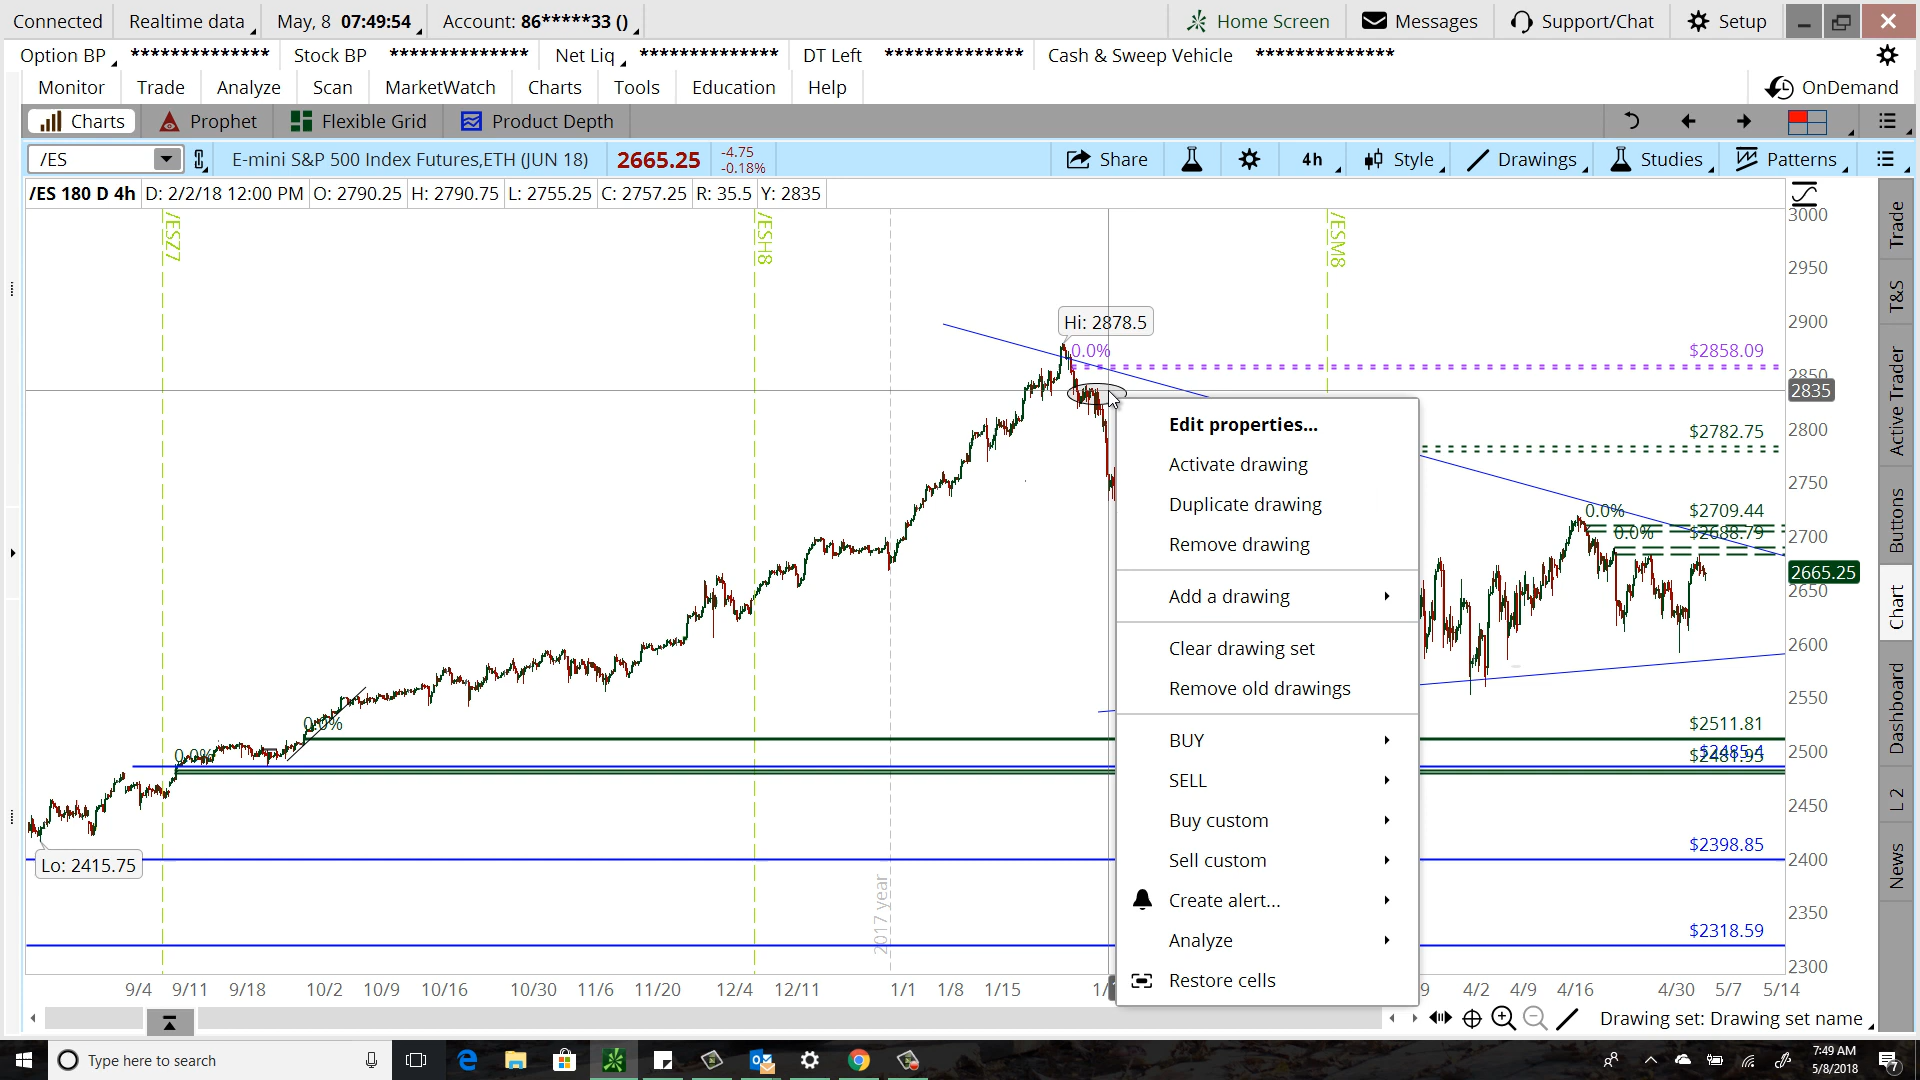 Connected Realtime data May, 8 07:49:54 Account: 86*****33 () Home Screen Messages Support/Chat Setup
Option BP ************** Stock BP ************** Net Liq ************** DT Left ************** Cash & Sweep Vehicle **************
Monitor Trade Analyze Scan MarketWatch Charts Tools Education Help OnDemand
Charts Prophet Flexible Grid Product Depth
/ES E-mini S&P 500 Index Futures,ETH (JUN 18) 2665.25 -4.75 Share 4h Style Drawings Studies Patterns
-0.18%
/ES 180 D 4h D: 2/2/18 12:00 PM O: 2790.25 H: 2790.75 L: 2755.25 C: 2757.25 R: 35.5 Y: 2835
/ESZ7
/ESH8
/ESM8
3000
2950
2900
Hi: 2878.5
0.0%
$2858.09
2850
2835
2800
$2782.75
2750
0.0%
$2709.44
2700
0.0%
$2688.79
2665.25
2650
2600
2550
0.0%
$2511.81
2500
0.0%
$2485.4
$2481.95
2450
Lo: 2415.75
$2398.85
2400
2350
$2318.59
2300
2017 year
Edit properties...
Activate drawing
Duplicate drawing
Remove drawing
Add a drawing
Clear drawing set
Remove old drawings
BUY
SELL
Buy custom
Sell custom
Create alert...
Analyze
Restore cells
9/4 9/11 9/18 10/2 10/9 10/16 10/30 11/6 11/20 12/4 12/11 1/1 1/8 1/15 4/2 4/9 4/16 4/30 5/7 5/14
Drawing set: Drawing set name
Trade
T&S
Active Trader
Buttons
Chart
Dashboard
L 2
News
Type here to search
7:49 AM
5/8/2018
7